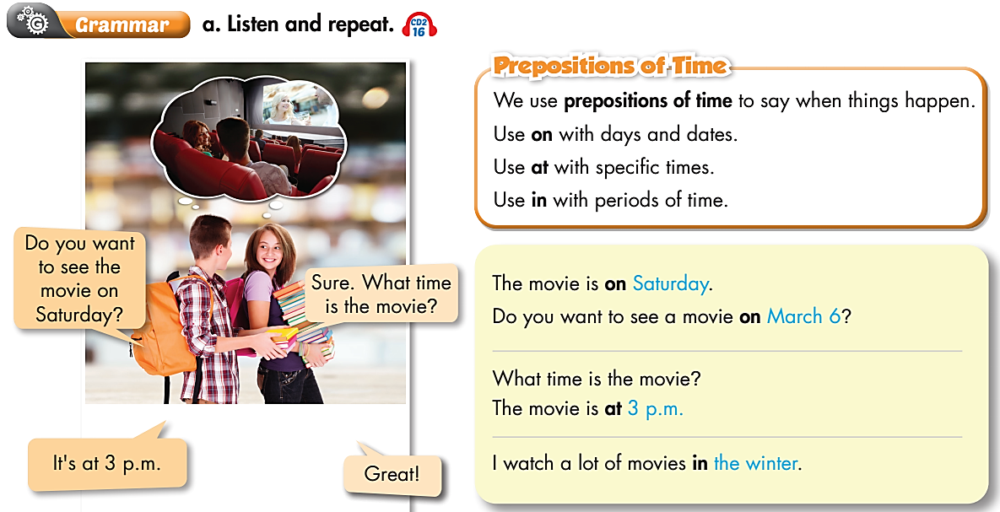 G
Grammar
a. Listen and repeat.
CD2
16
Do you want
to see the
movie on
Saturday?
Sure. What time
is the movie?
It's at 3 p.m.
Great!
Prepositions of Time
We use prepositions of time to say when things happen.
Use on with days and dates.
Use at with specific times.
Use in with periods of time.
The movie is on Saturday.
Do you want to see a movie on March 6?
What time is the movie?
The movie is at 3 p.m.
I watch a lot of movies in the winter.